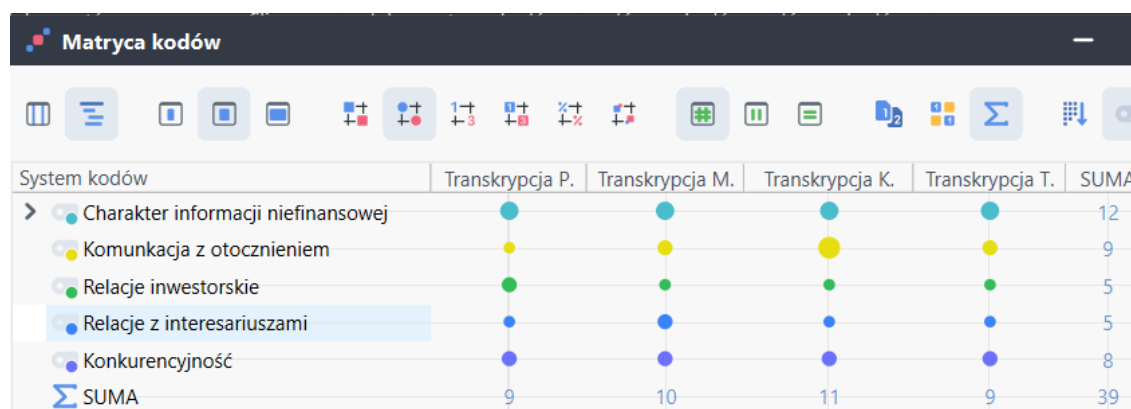 Matryca kodów
System kodów Transkrypcja P. Transkrypcja M. Transkrypcja K. Transkrypcja T. SUMA
Charakter informacji niefinansowej 12
Komunkacja z otocznieniem 9
Relacje inwestorskie 5
Relacje z interesariuszami 5
Konkurencyjność 8
SUMA 9 10 11 9 39